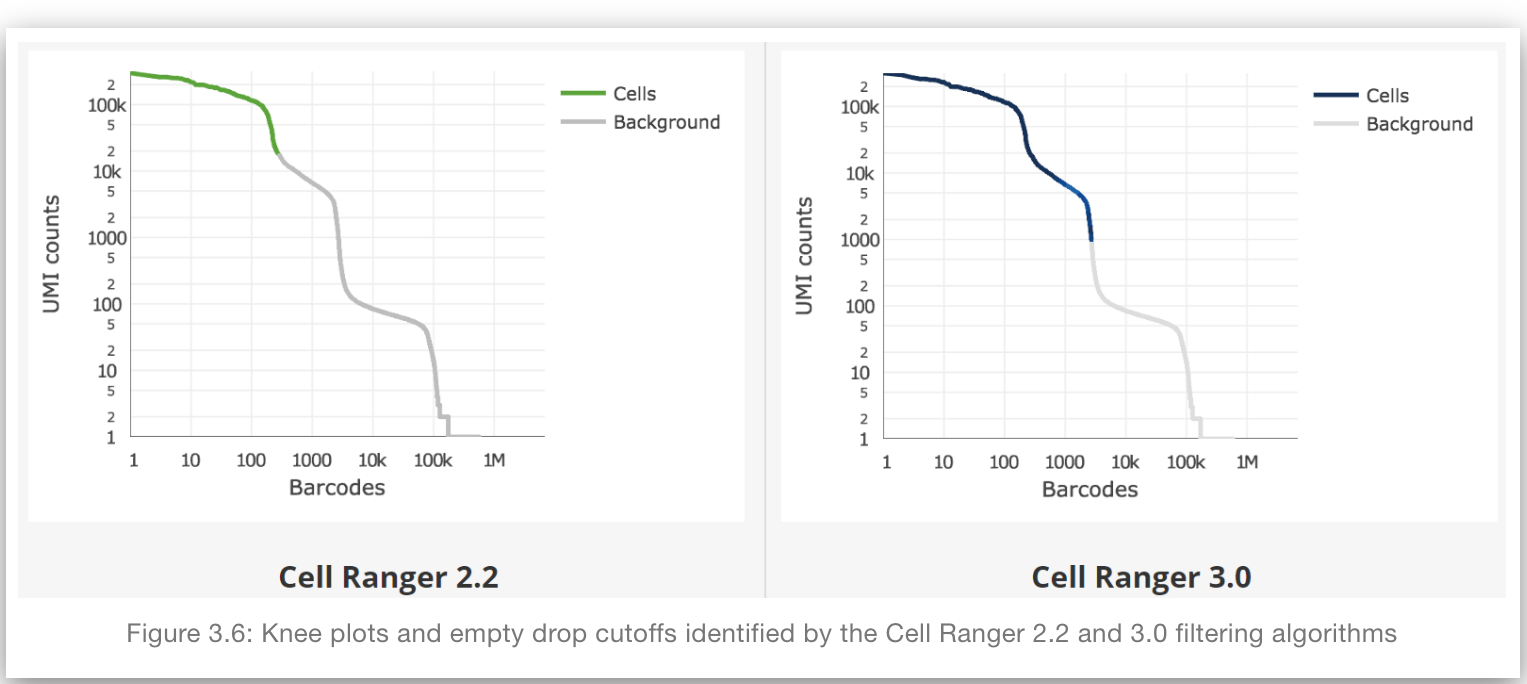 2
100k
5
2
10k
5
2
1000
5
2
100
5
2
10
5
2
1
UMI counts
1 10 100 1000 10k 100k 1M
Barcodes
Cells
Background
Cell Ranger 2.2
2
100k
5
2
10k
5
2
1000
5
2
100
5
2
10
5
2
1
UMI counts
1 10 100 1000 10k 100k 1M
Barcodes
Cells
Background
Cell Ranger 3.0
Figure 3.6: Knee plots and empty drop cutoffs identified by the Cell Ranger 2.2 and 3.0 filtering algorithms